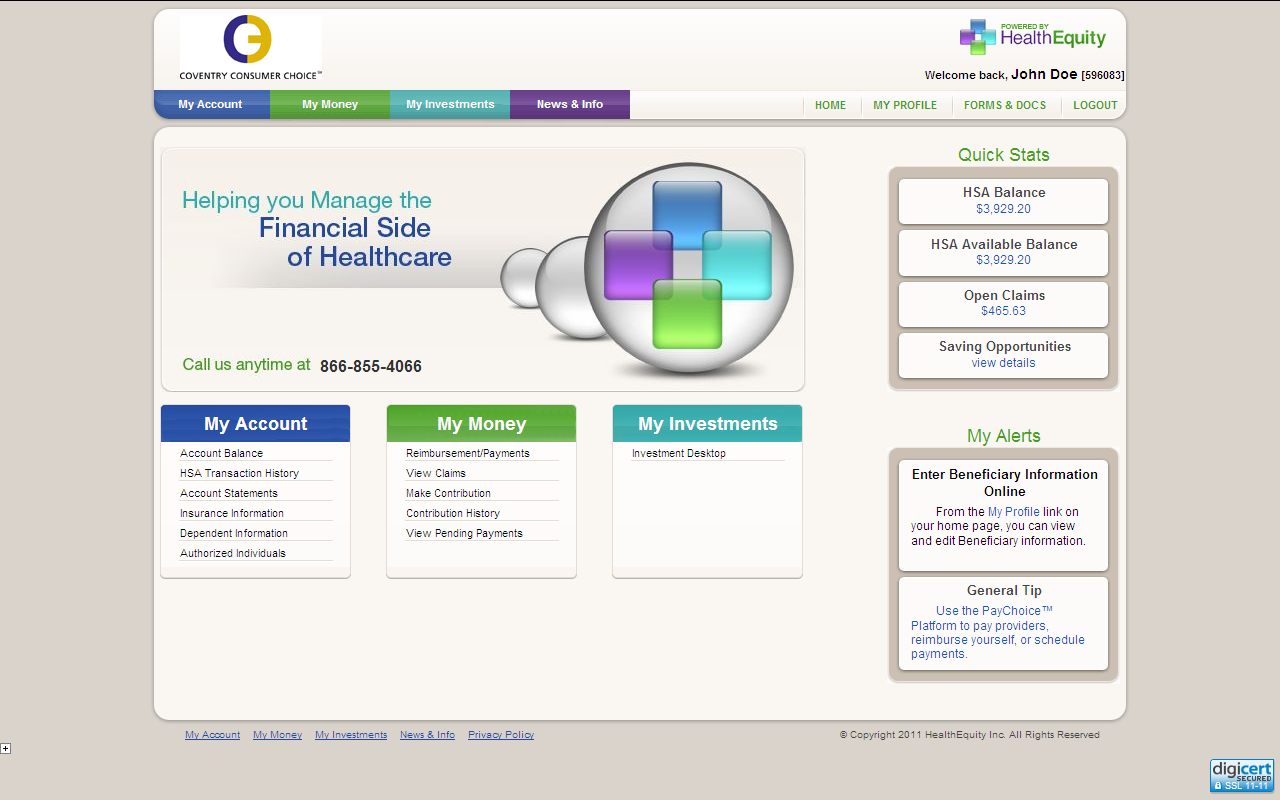 COVENTRY CONSUMER CHOICE™
POWERED BY
HealthEquity
Welcome back, John Doe [596083]
My Account
My Money
My Investments
News & Info
HOME
MY PROFILE
FORMS & DOCS
LOGOUT
Helping you Manage the
Financial Side
of Healthcare
Call us anytime at 866-855-4066
Quick Stats
HSA Balance
$3,929.20
HSA Available Balance
$3,929.20
Open Claims
$465.63
Saving Opportunities
view details
My Account
Account Balance
HSA Transaction History
Account Statements
Insurance Information
Dependent Information
Authorized Individuals
My Money
Reimbursement/Payments
View Claims
Make Contribution
Contribution History
View Pending Payments
My Investments
Investment Desktop
My Alerts
Enter Beneficiary Information
Online
From the My Profile link on
your home page, you can view
and edit Beneficiary information.
General Tip
Use the PayChoice™
Platform to pay providers,
reimburse yourself, or schedule
payments.
My Account
My Money
My Investments
News & Info
Privacy Policy
© Copyright 2011 HealthEquity Inc. All Rights Reserved
digicert
SECURED
SSL 11-11